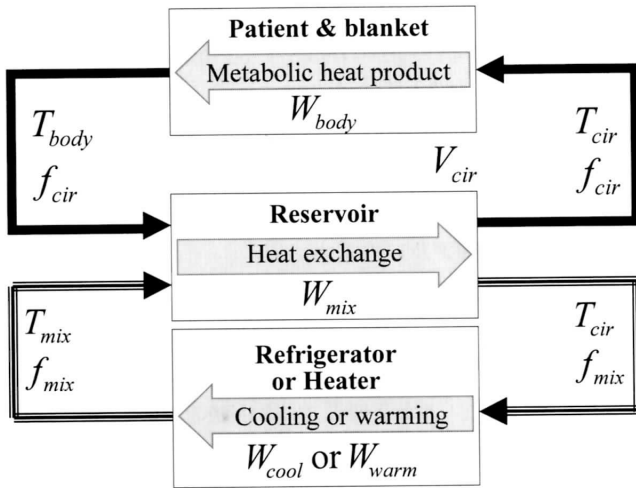 Patient & blanket
Metabolic heat product
W_body
T_body
f_cir
T_cir
f_cir
V_cir
Reservoir
Heat exchange
W_mix
T_mix
f_mix
T_cir
f_mix
Refrigerator
or Heater
Cooling or warming
W_cool or W_warm